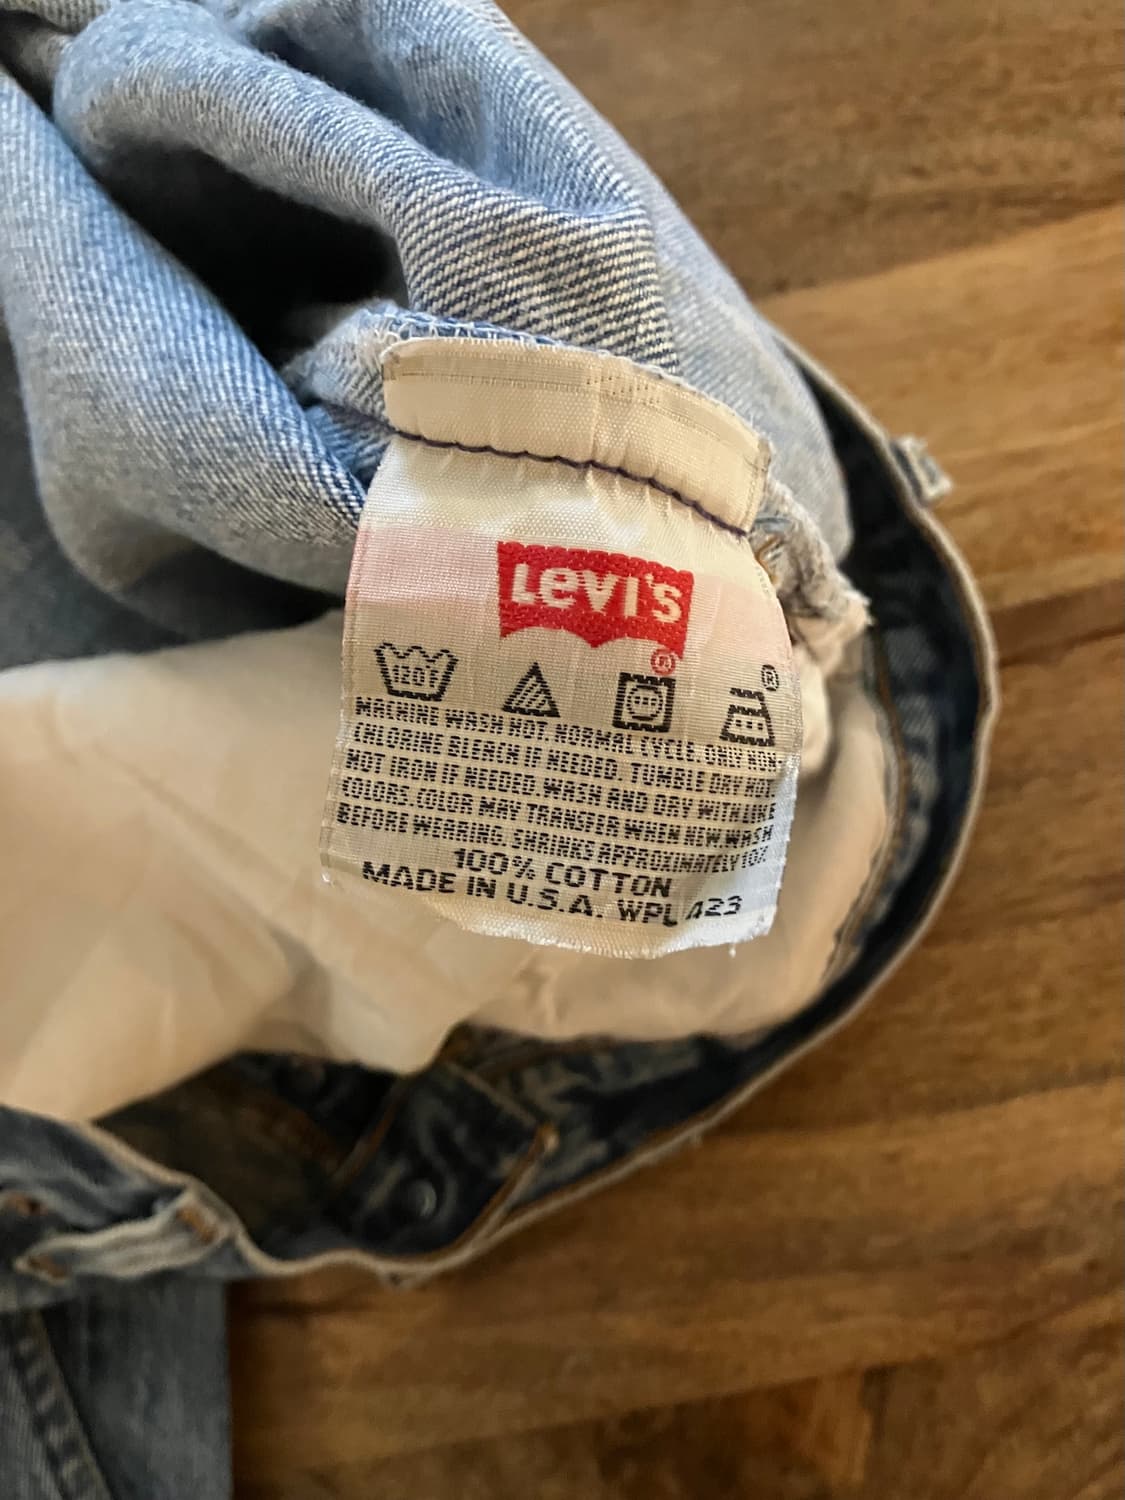 Levi's
®
120F
®
MACHINE WASH HOT, NORMAL CYCLE. ONLY NON-
CHLORINE BLEACH IF NEEDED. TUMBLE DRY HOT.
HOT IRON IF NEEDED. WASH AND DRY WITH LIKE
COLORS. COLOR MAY TRANSFER WHEN NEW. WASH
BEFORE WEARING. SHRINKS APPROXIMATELY 10%
100% COTTON
MADE IN U.S.A. WPL 423